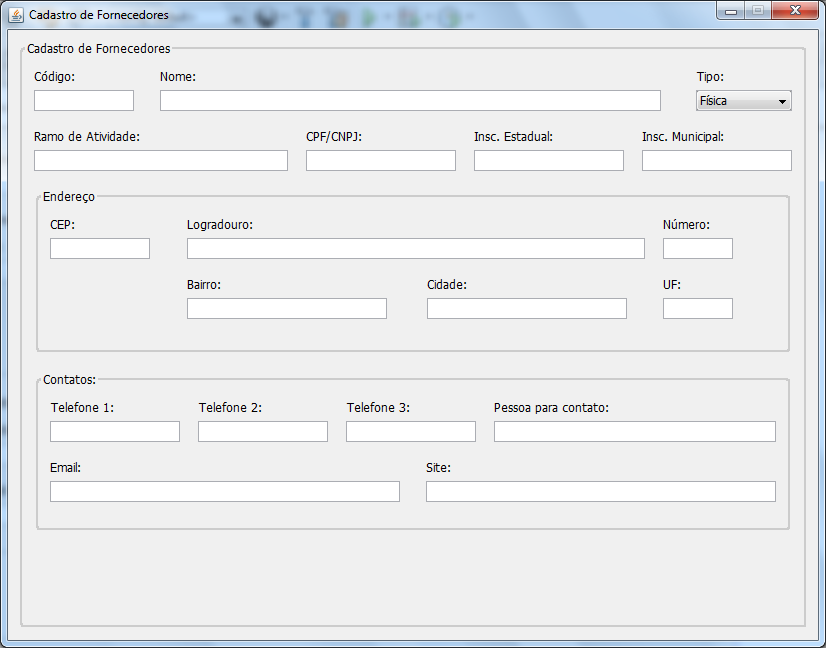 Cadastro de Fornecedores
Cadastro de Fornecedores
Código: Nome: Tipo:
Física
Ramo de Atividade: CPF/CNPJ: Insc. Estadual: Insc. Municipal:
Endereço
CEP: Logradouro: Número:
Bairro: Cidade: UF:
Contatos:
Telefone 1: Telefone 2: Telefone 3: Pessoa para contato:
Email: Site: